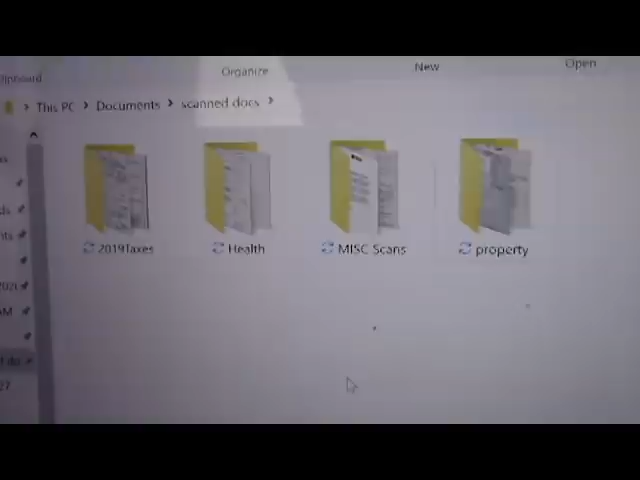 Organize
New
Open
> This PC > Documents > scanned docs >
2019Taxes
Health
MISC Scans
property